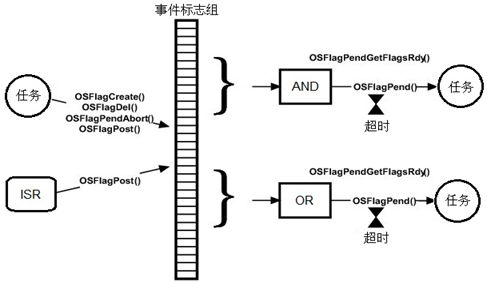 事件标志组
任务
OSFlagCreate()
OSFlagDel()
OSFlagPendAbort()
OSFlagPost()
ISR
OSFlagPost()
OSFlagPendGetFlagsRdy()
AND
OSFlagPend()
超时
任务
OSFlagPendGetFlagsRdy()
OR
OSFlagPend()
超时
任务